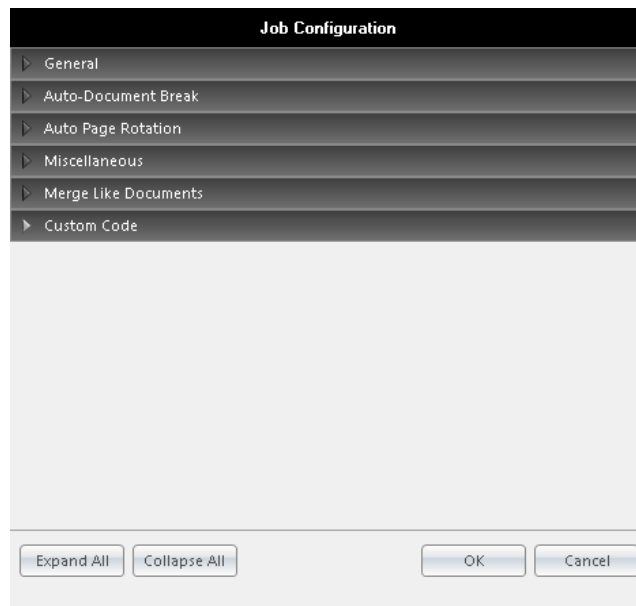 Job Configuration
General
Auto-Document Break
Auto Page Rotation
Miscellaneous
Merge Like Documents
Custom Code
Expand All Collapse All OK Cancel